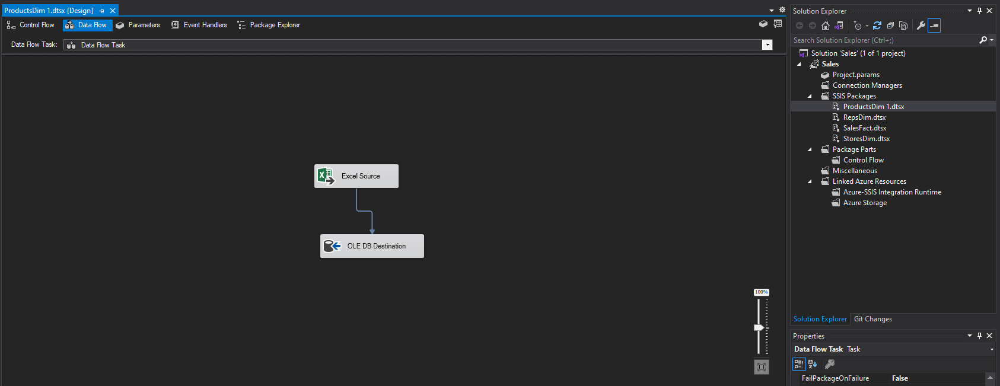 ProductsDim 1.dtsx [Design]
Control Flow
Data Flow
Parameters
Event Handlers
Package Explorer
Data Flow Task:
Data Flow Task
Excel Source
OLE DB Destination
100%
Solution Explorer
Search Solution Explorer (Ctrl+;)
Solution 'Sales' (1 of 1 project)
Sales
Project.params
Connection Managers
SSIS Packages
ProductsDim 1.dtsx
RepsDim.dtsx
SalesFact.dtsx
StoresDim.dtsx
Package Parts
Control Flow
Miscellaneous
Linked Azure Resources
Azure-SSIS Integration Runtime
Azure Storage
Solution Explorer
Git Changes
Properties
Data Flow Task Task
FailPackageOnFailure False